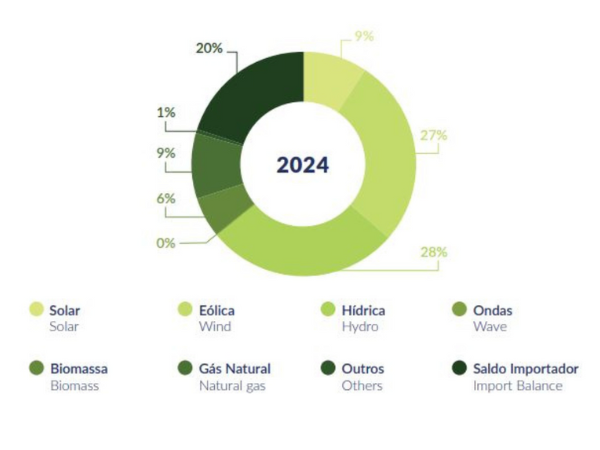 9%
20%
1%
27%
9%
2024
6%
0%
28%
Solar
Solar
Eólica
Wind
Hídrica
Hydro
Ondas
Wave
Biomassa
Biomass
Gás Natural
Natural gas
Outros
Others
Saldo Importador
Import Balance